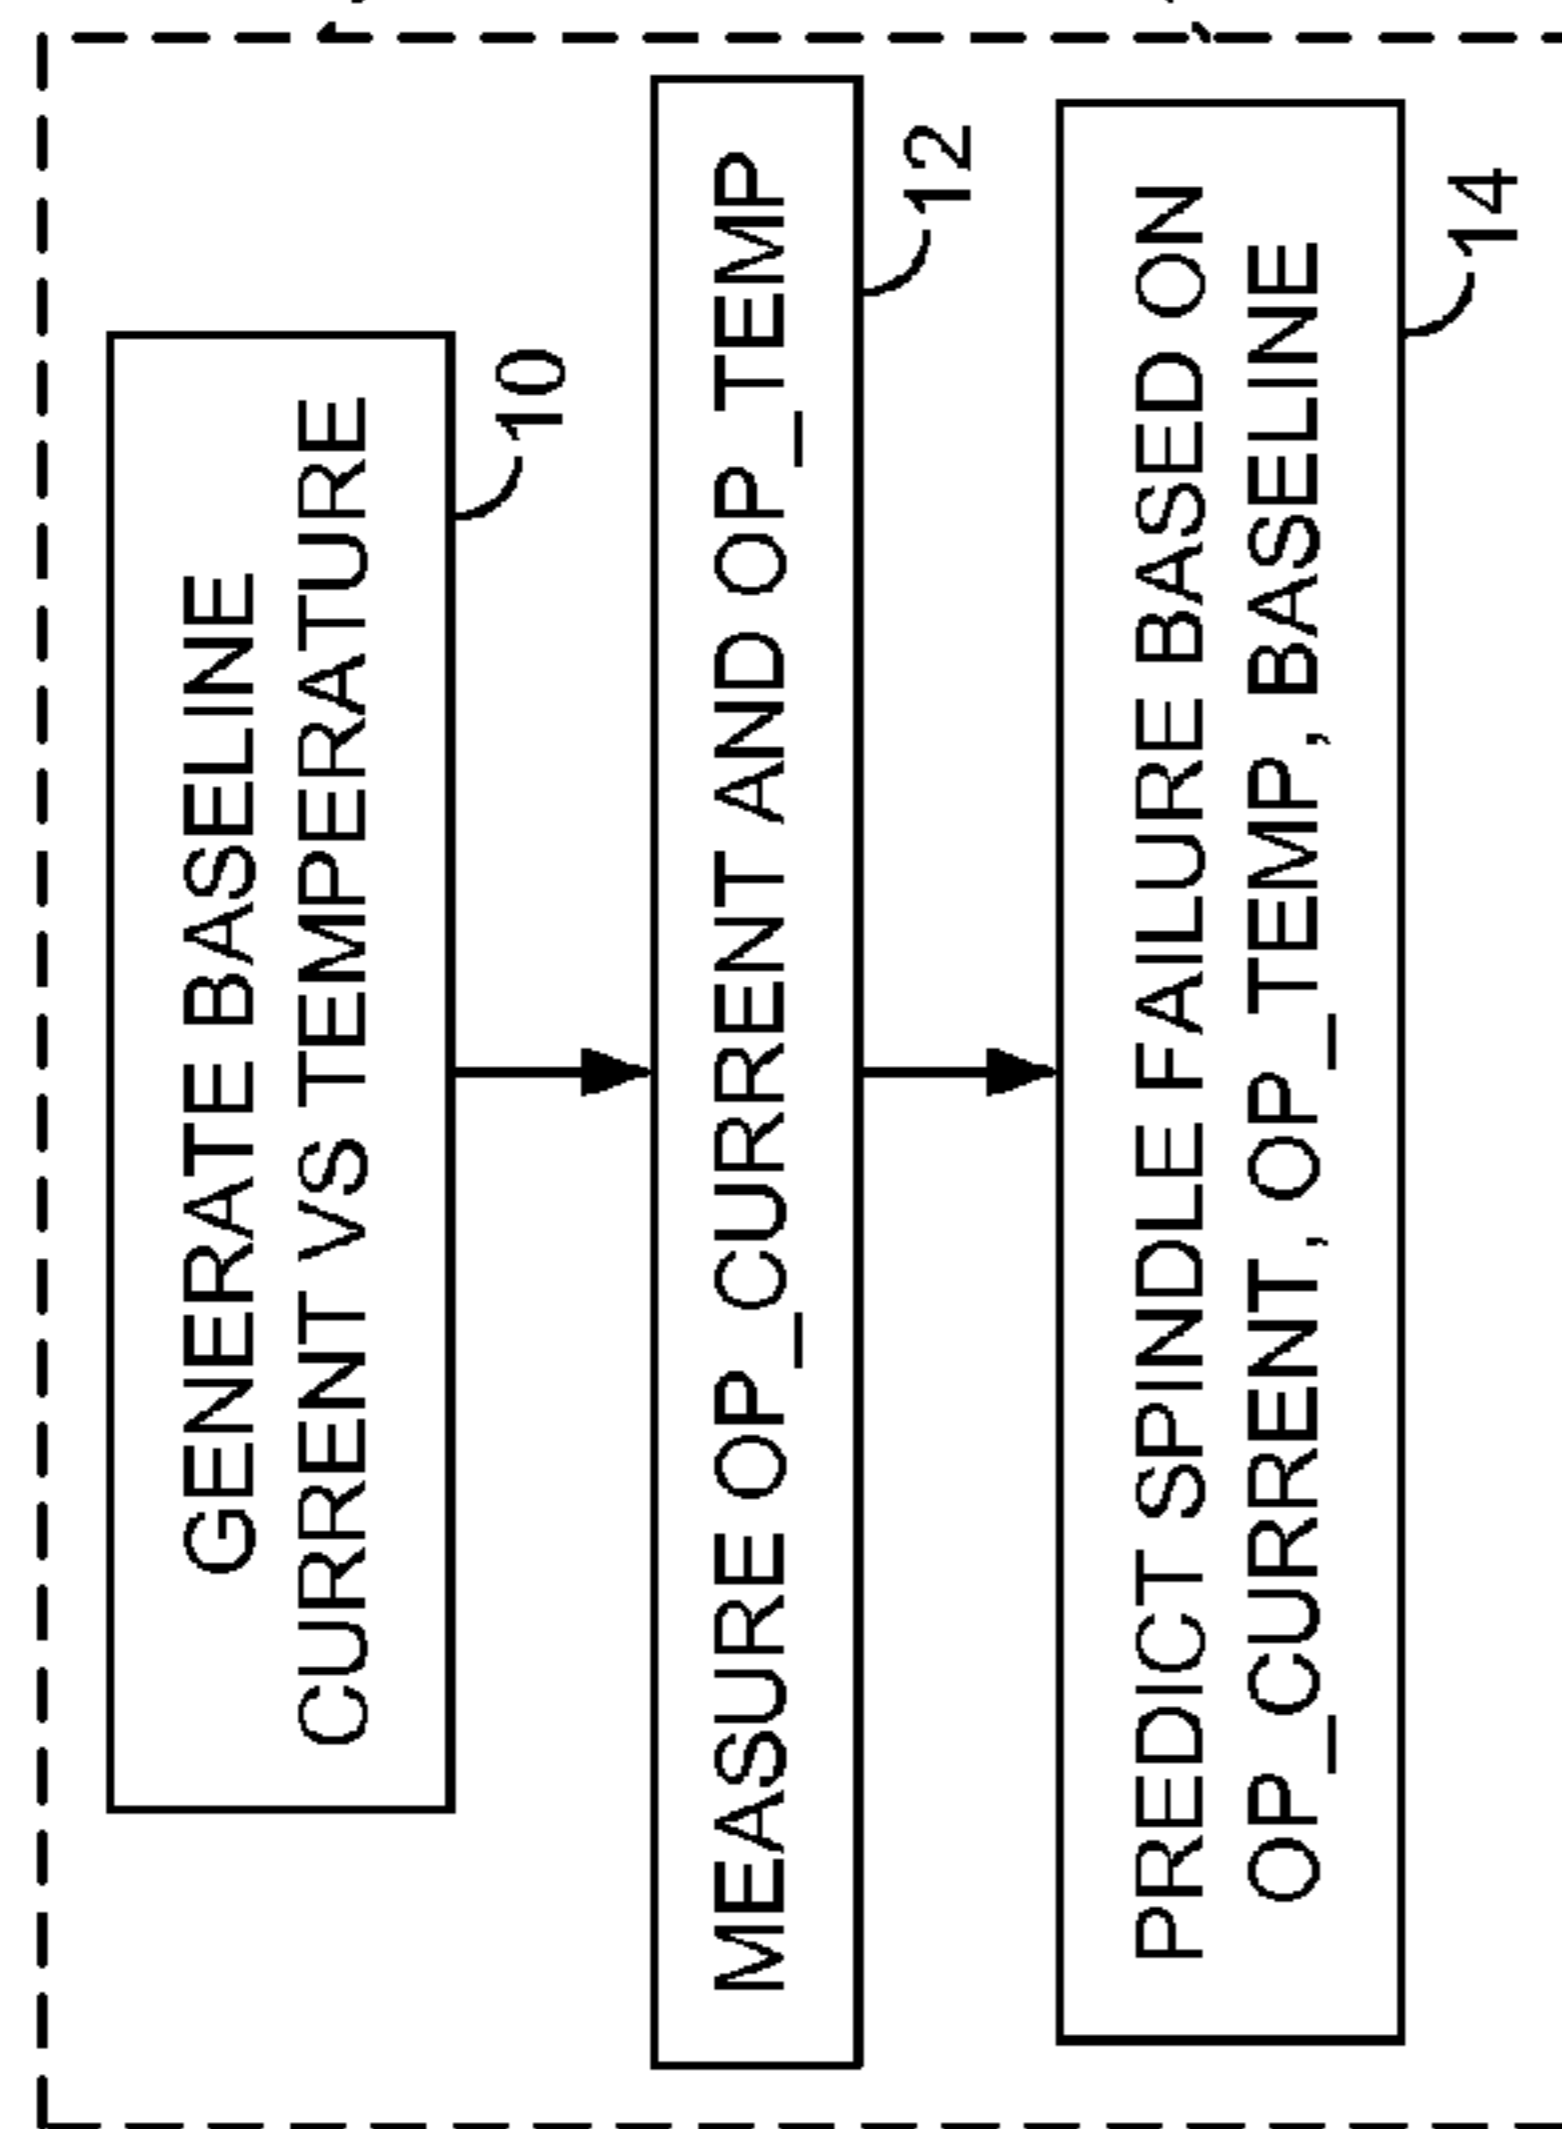 GENERATE BASELINE
CURRENT VS TEMPERATURE
10
MEASURE OP_CURRENT AND OP_TEMP
12
PREDICT SPINDLE FAILURE BASED ON
OP_CURRENT, OP_TEMP, BASELINE
14